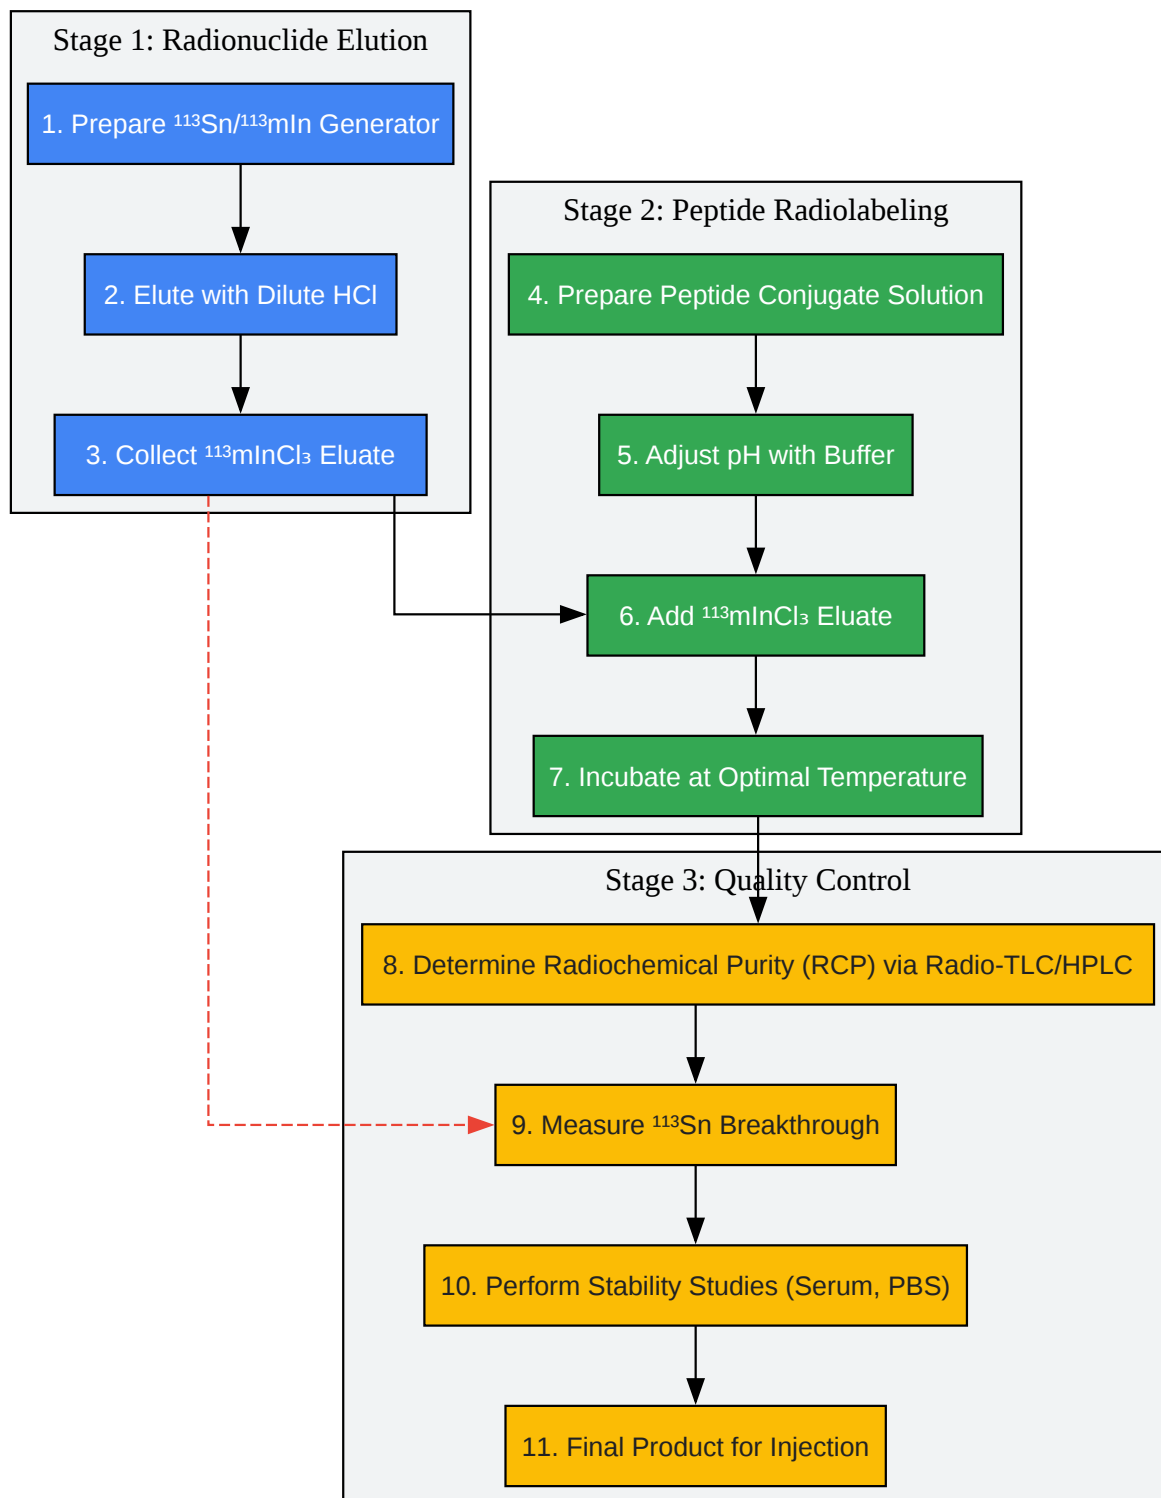 Stage 1: Radionuclide Elution
1. Prepare ¹¹³Sn/¹¹³mIn Generator
2. Elute with Dilute HCl
3. Collect ¹¹³mInCl₃ Eluate
Stage 2: Peptide Radiolabeling
4. Prepare Peptide Conjugate Solution
5. Adjust pH with Buffer
6. Add ¹¹³mInCl₃ Eluate
7. Incubate at Optimal Temperature
Stage 3: Quality Control
8. Determine Radiochemical Purity (RCP) via Radio-TLC/HPLC
9. Measure ¹¹³Sn Breakthrough
10. Perform Stability Studies (Serum, PBS)
11. Final Product for Injection